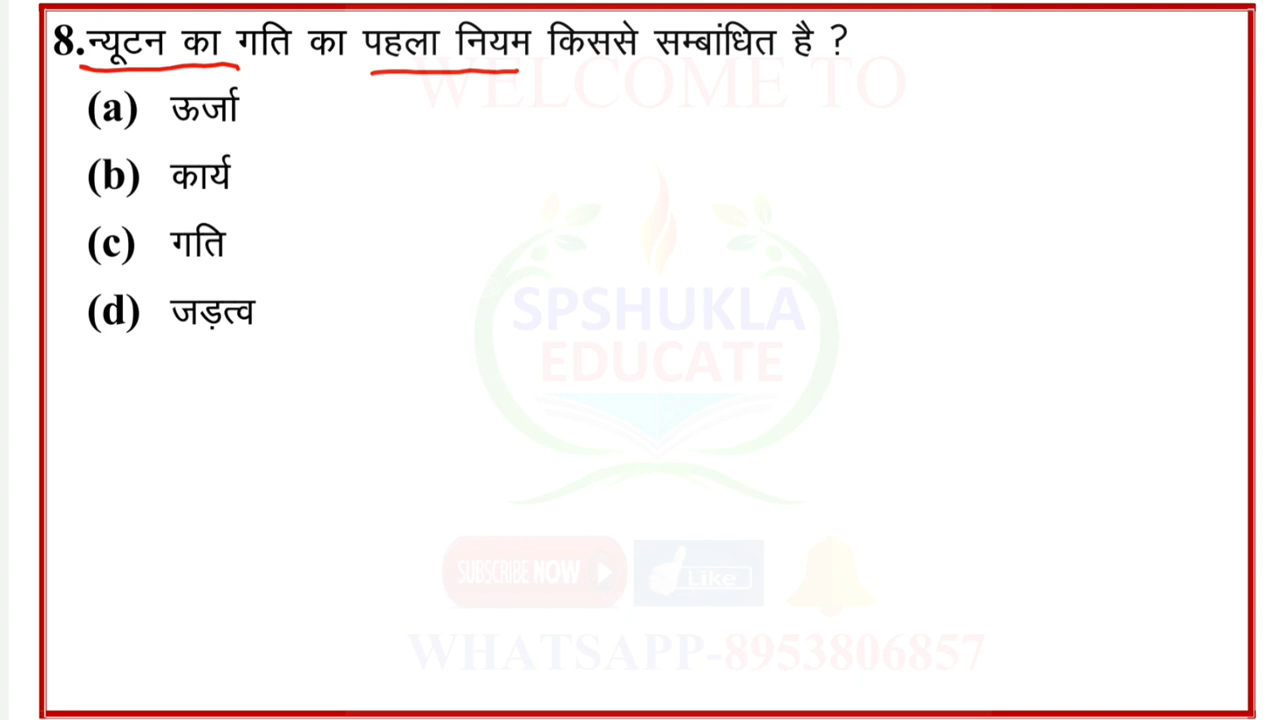 8.न्यूटन का गति का पहला नियम किससे सम्बांधित है ?
WELCOME TO
(a) ऊर्जा
(b) कार्य
(c) गति
(d) जड़त्व
SPSHUKLA
EDUCATE
SUBSCRIBE NOW
Like
WHATSAPP-8953806857